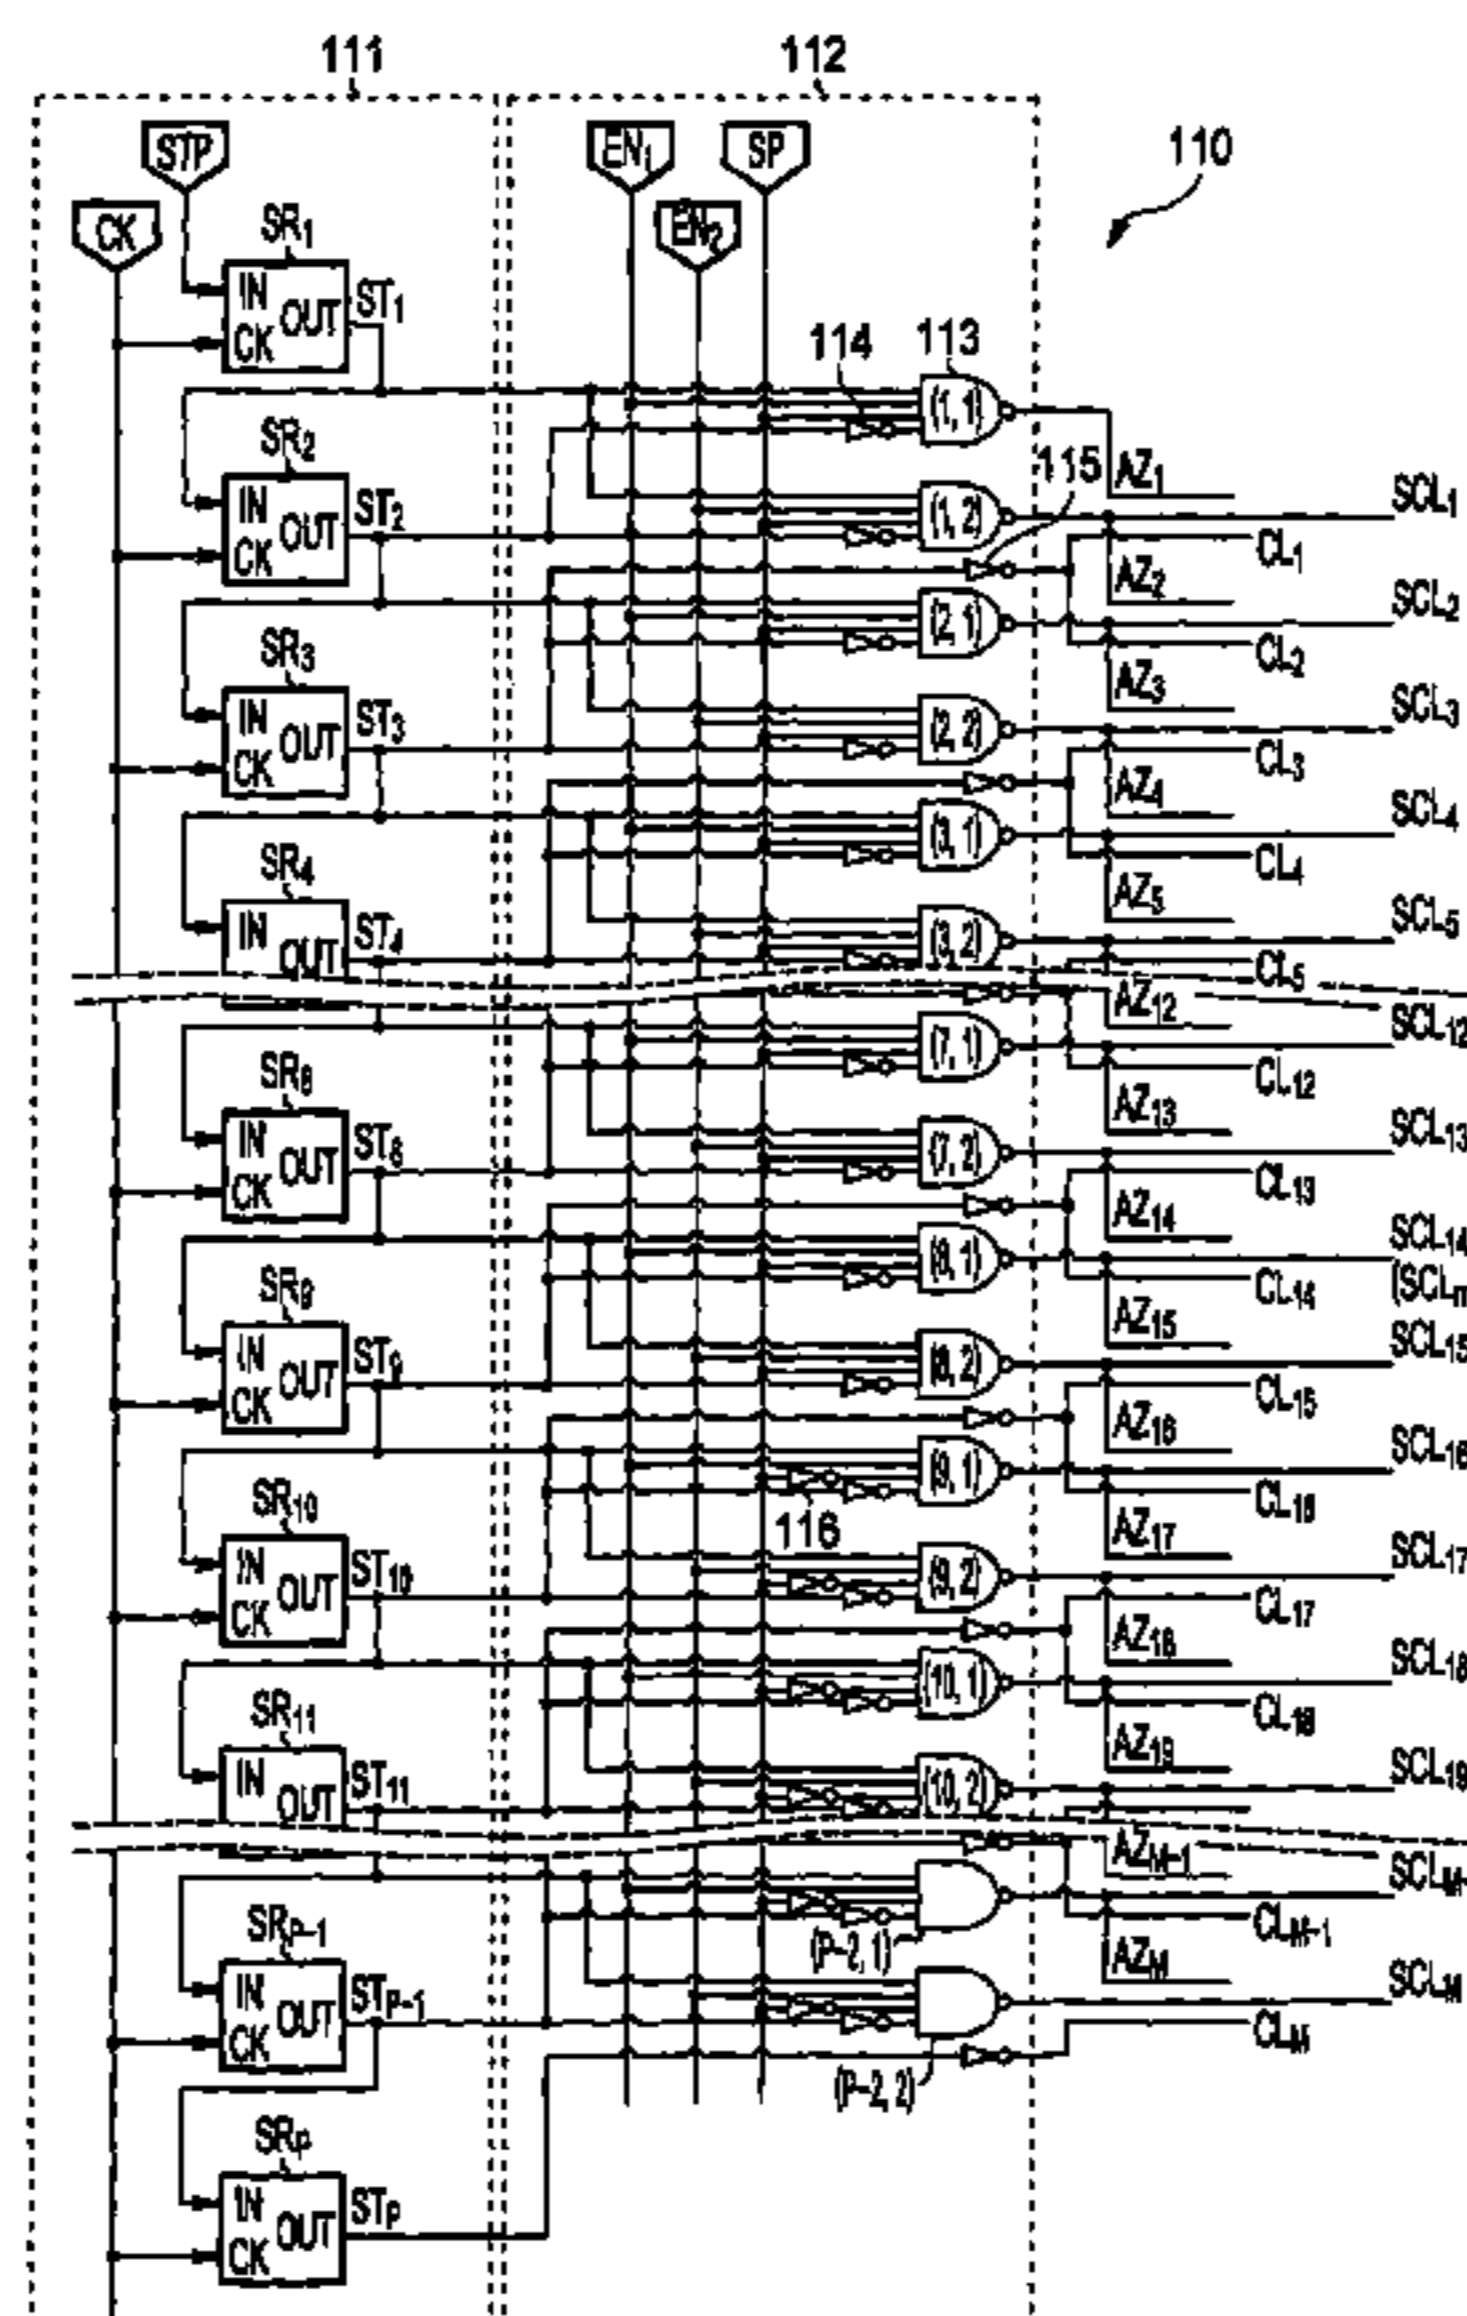 111 112
STP EN1 SP 110
CK EN2
SR1
IN OUT ST1
CK
114 113
(1, 1)
SR2
115 AZ1
IN OUT ST2 (1, 2) SCL1
CK CL1
AZ2
(2, 1) SCL2
SR3 CL2
AZ3
IN OUT ST3 (2, 2) SCL3
CK CL3
AZ4
(3, 1) SCL4
SR4 CL4
AZ5
IN OUT ST4 (3, 2) SCL5
CL5
AZ12
(7, 1) SCL12
SR8 CL12
AZ13
IN OUT ST8 (7, 2) SCL13
CK CL13
AZ14
(8, 1) SCL14
SR9 CL14
AZ15
IN OUT ST9 (8, 2) SCL15
CK CL15
AZ16
(9, 1) SCL16
SR10 116 CL16
AZ17
IN OUT ST10 (9, 2) SCL17
CK CL17
AZ18
(10, 1) SCL18
SR11 CL18
AZ19
IN OUT ST11 (10, 2) SCL19
AZM-1
SRP-1 (P-2, 1) CLM-1
AZM
IN OUT STP-1 SCLM
CK CLM
(P-2, 2)
SRP
IN OUT STP
CK